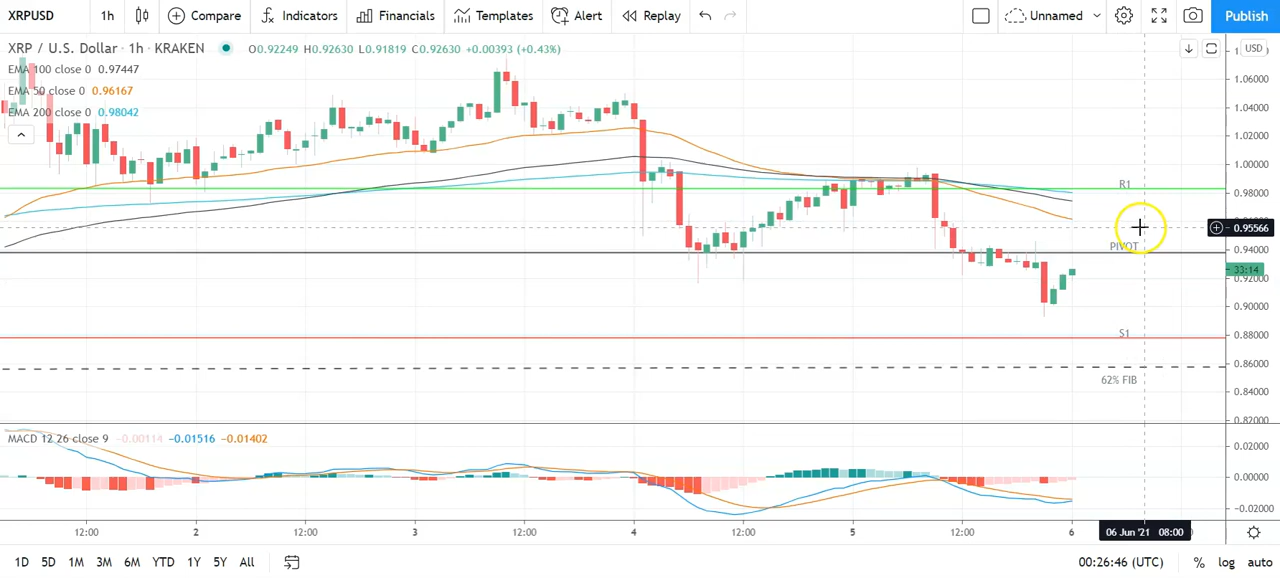 XRPUSD 1h Compare Indicators Financials Templates Alert Replay Unnamed Publish
XRP / U.S. Dollar · 1h · KRAKEN O0.92249 H0.92630 L0.91819 C0.92630 +0.00393 (+0.43%) USD
EMA 100 close 0 0.97447
EMA 50 close 0 0.96167
EMA 200 close 0 0.98042
1.06000
1.04000
1.02000
1.00000
R1
0.98000
0.95566
PIVOT
0.94000
33:14
0.92000
0.90000
S1
0.88000
0.86000
62% FIB
0.84000
0.82000
MACD 12 26 close 9 -0.00114 -0.01516 -0.01402
0.02000
0.00000
-0.02000
12:00 2 12:00 3 12:00 4 12:00 5 12:00 6 06 Jun '21 08:00
1D 5D 1M 3M 6M YTD 1Y 5Y All 00:26:46 (UTC) % log auto